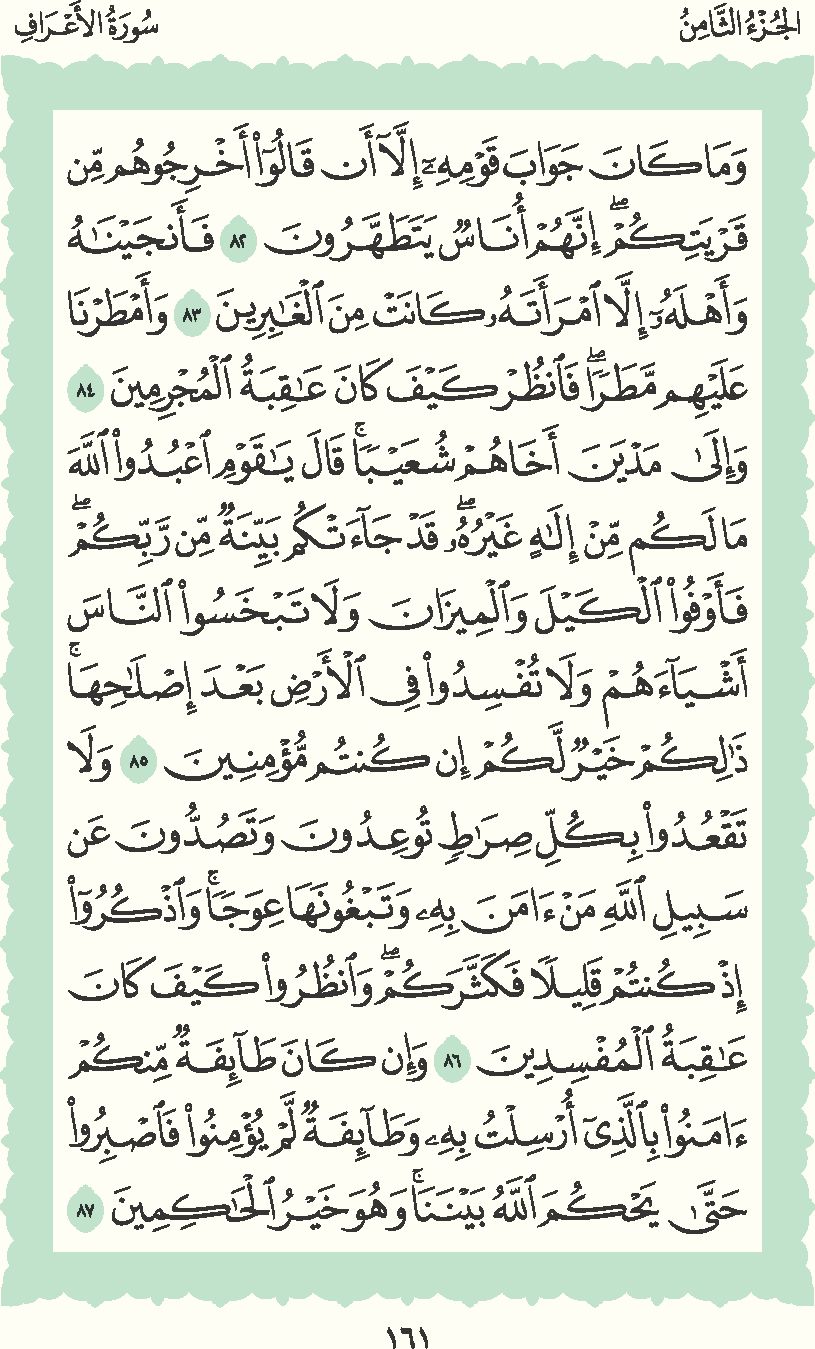 الجُزْءُ الثَّامِنُ
سُورَةُ الأَعْرَافِ
وَمَا كَانَ جَوَابَ قَوْمِهِۦٓ إِلَّآ أَن قَالُوٓا۟ أَخْرِجُوهُم مِّن
قَرْيَتِكُمْ ۖ إِنَّهُمْ أُنَاسٌ يَتَطَهَّرُونَ ٨٢ فَأَنجَيْنَٰهُ
وَأَهْلَهُۥٓ إِلَّا ٱمْرَأَتَهُۥ كَانَتْ مِنَ ٱلْغَٰبِرِينَ ٨٣ وَأَمْطَرْنَا
عَلَيْهِم مَّطَرًا ۖ فَٱنظُرْ كَيْفَ كَانَ عَٰقِبَةُ ٱلْمُجْرِمِينَ ٨٤
وَإِلَىٰ مَدْيَنَ أَخَاهُمْ شُعَيْبًا ۚ قَالَ يَٰقَوْمِ ٱعْبُدُوا۟ ٱللَّهَ
مَا لَكُم مِّنْ إِلَٰهٍ غَيْرُهُۥ ۖ قَدْ جَآءَتْكُم بَيِّنَةٌ مِّن رَّبِّكُمْ ۖ
فَأَوْفُوا۟ ٱلْكَيْلَ وَٱلْمِيزَانَ وَلَا تَبْخَسُوا۟ ٱلنَّاسَ
أَشْيَآءَهُمْ وَلَا تُفْسِدُوا۟ فِى ٱلْأَرْضِ بَعْدَ إِصْلَٰحِهَا ۚ
ذَٰلِكُمْ خَيْرٌ لَّكُمْ إِن كُنتُم مُّؤْمِنِينَ ٨٥ وَلَا
تَقْعُدُوا۟ بِكُلِّ صِرَٰطٍ تُوعِدُونَ وَتَصُدُّونَ عَن
سَبِيلِ ٱللَّهِ مَنْ ءَامَنَ بِهِۦ وَتَبْغُونَهَا عِوَجًا ۚ وَٱذْكُرُوٓا۟
إِذْ كُنتُمْ قَلِيلًا فَكَثَّرَكُمْ ۖ وَٱنظُرُوا۟ كَيْفَ كَانَ
عَٰقِبَةُ ٱلْمُفْسِدِينَ ٨٦ وَإِن كَانَ طَآئِفَةٌ مِّنكُمْ
ءَامَنُوا۟ بِٱلَّذِىٓ أُرْسِلْتُ بِهِۦ وَطَآئِفَةٌ لَّمْ يُؤْمِنُوا۟ فَٱصْبِرُوا۟
حَتَّىٰ يَحْكُمَ ٱللَّهُ بَيْنَنَا ۚ وَهُوَ خَيْرُ ٱلْحَٰكِمِينَ ٨٧
١٦١